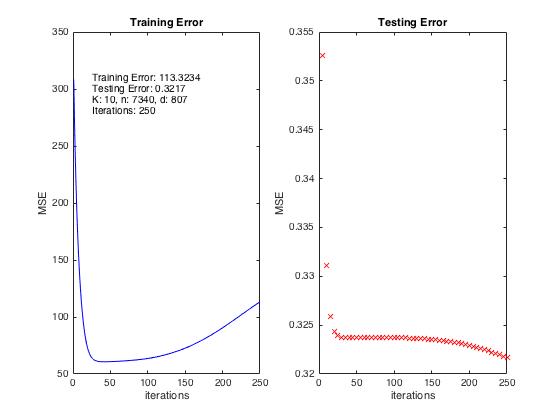 Training Error
350
300
250
200
150
100
50
MSE
Training Error: 113.3234
Testing Error: 0.3217
K: 10, n: 7340, d: 807
Iterations: 250
0 50 100 150 200 250
iterations
Testing Error
0.355
0.35
0.345
0.34
0.335
0.33
0.325
0.32
MSE
0 50 100 150 200 250
iterations